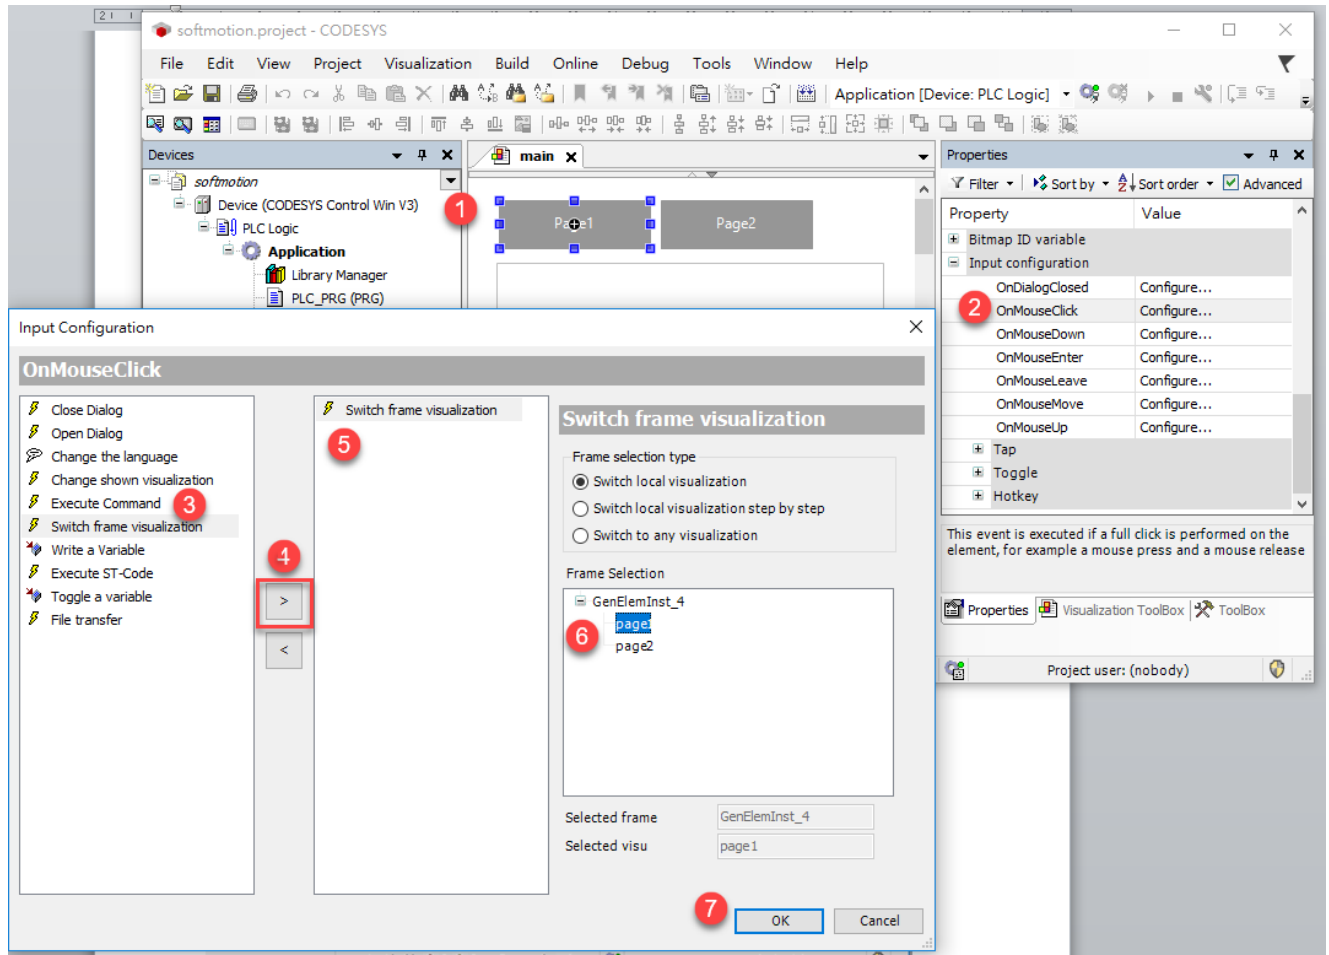 softmotion.project - CODESYS
File Edit View Project Visualization Build Online Debug Tools Window Help
Application [Device: PLC Logic]
Devices
softmotion
Device (CODESYS Control Win V3)
PLC Logic
Application
Library Manager
PLC_PRG (PRG)
main
1
Page1
Page2
Properties
Filter Sort by Sort order Advanced
Property Value
Bitmap ID variable
Input configuration
OnDialogClosed Configure...
2
OnMouseClick Configure...
OnMouseDown Configure...
OnMouseEnter Configure...
OnMouseLeave Configure...
OnMouseMove Configure...
OnMouseUp Configure...
Tap
Toggle
Hotkey
This event is executed if a full click is performed on the
element, for example a mouse press and a mouse release
Properties Visualization ToolBox ToolBox
Project user: (nobody)
Input Configuration
OnMouseClick
Close Dialog
Open Dialog
Change the language
Change shown visualization
Execute Command
3
Switch frame visualization
Write a Variable
Execute ST-Code
Toggle a variable
File transfer
4
>
<
Switch frame visualization
5
Switch frame visualization
Frame selection type
Switch local visualization
Switch local visualization step by step
Switch to any visualization
Frame Selection
GenElemInst_4
page1
6
page2
Selected frame GenElemInst_4
Selected visu page1
7
OK Cancel